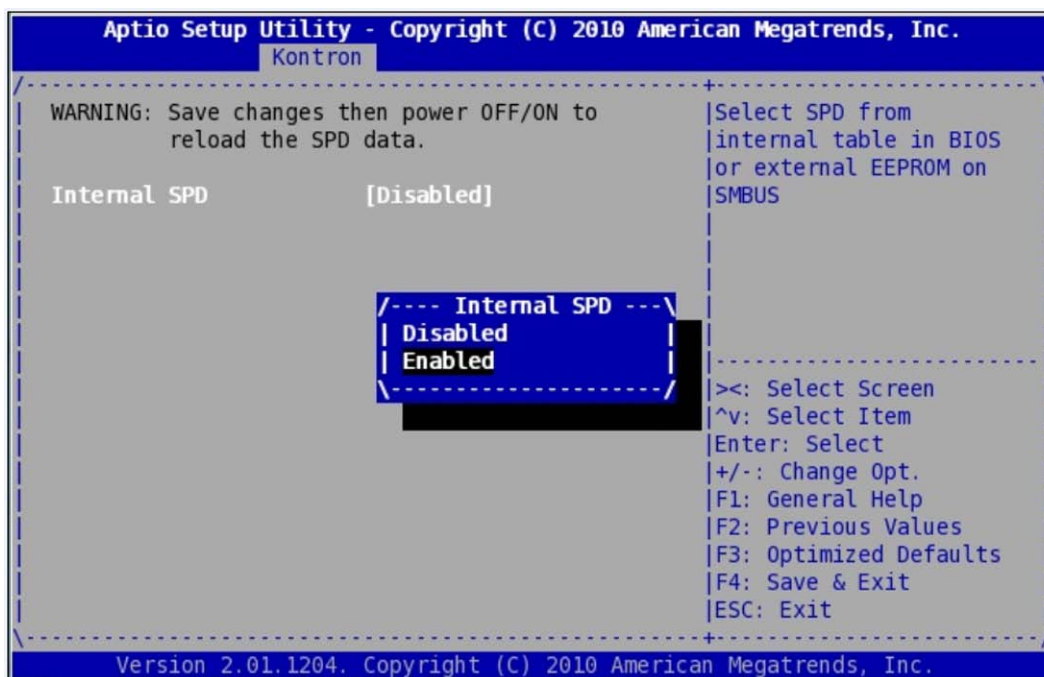 Aptio Setup Utility - Copyright (C) 2010 American Megatrends, Inc.
Kontron
WARNING: Save changes then power OFF/ON to
reload the SPD data.
Internal SPD [Disabled]
/---- Internal SPD ---\
Disabled
Enabled
Select SPD from
internal table in BIOS
or external EEPROM on
SMBUS
><: Select Screen
^v: Select Item
Enter: Select
+/-: Change Opt.
F1: General Help
F2: Previous Values
F3: Optimized Defaults
F4: Save & Exit
ESC: Exit
Version 2.01.1204. Copyright (C) 2010 American Megatrends, Inc.